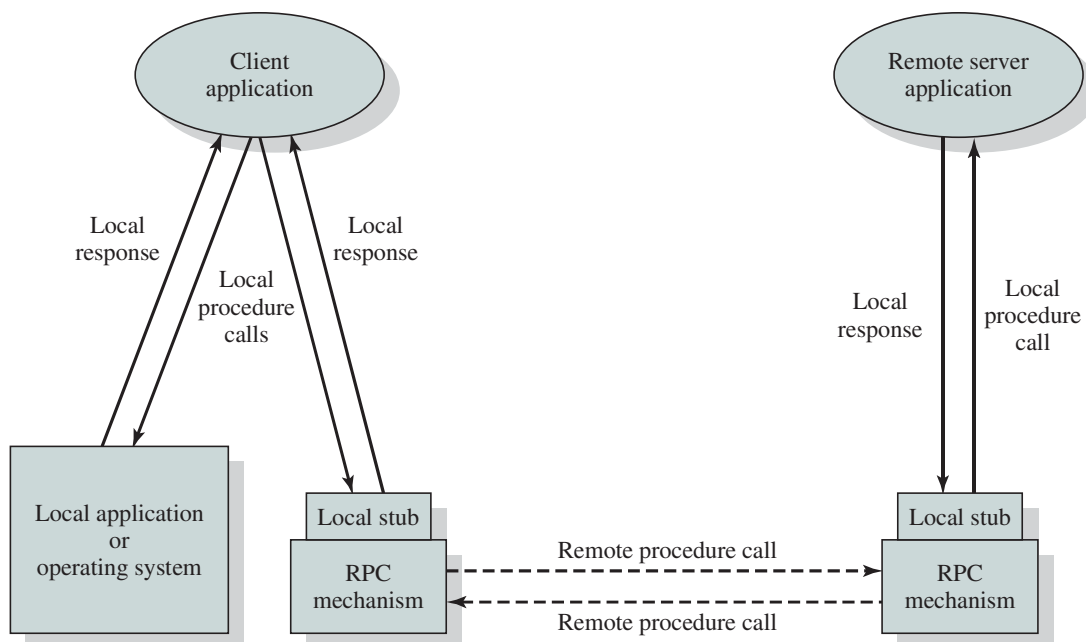 Client
application
Remote server
application
Local
response
Local
procedure
calls
Local
response
Local
response
Local
procedure
call
Local application
or
operating system
Local stub
RPC
mechanism
Remote procedure call
Remote procedure call
Local stub
RPC
mechanism